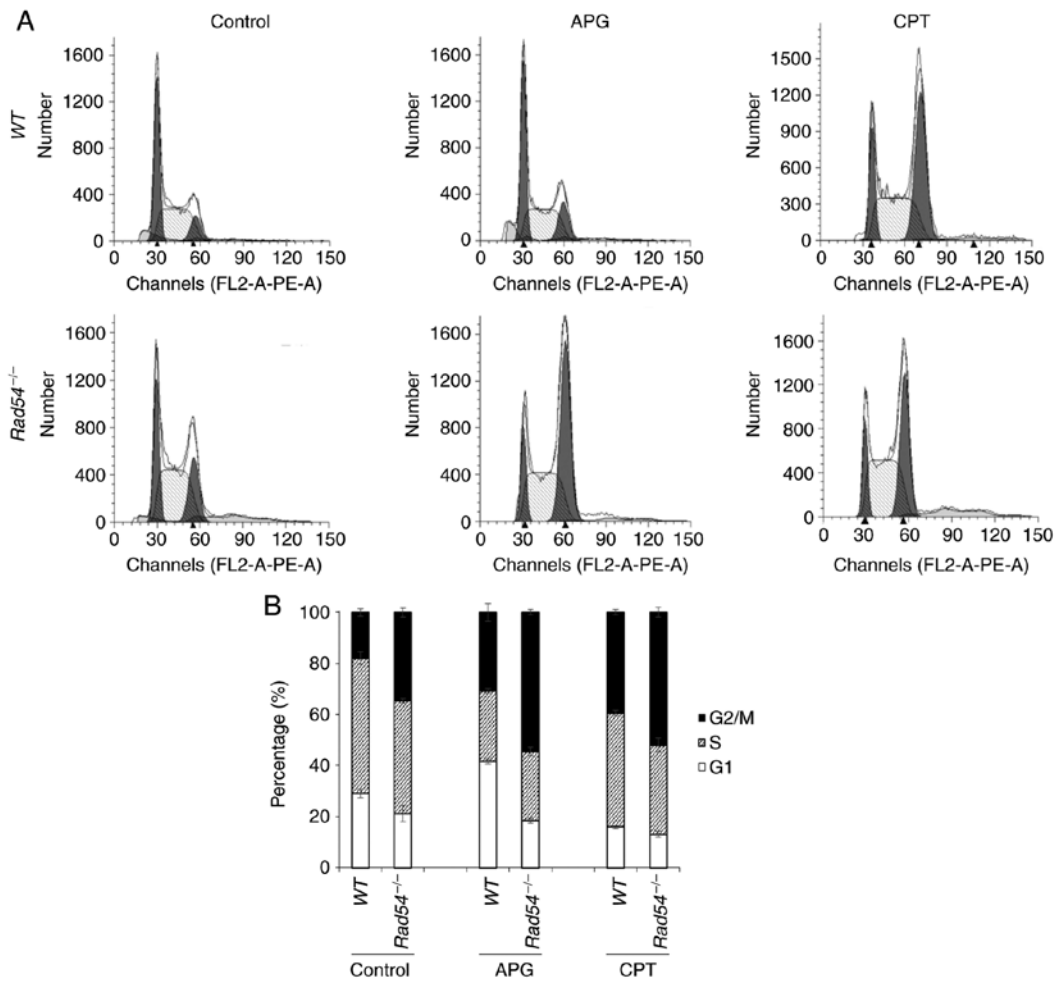 A
Control
APG
CPT
WT
Number
1600
1200
800
400
0
0 30 60 90 120 150
Channels (FL2-A-PE-A)
Number
1600
1200
800
400
0
0 30 60 90 120 150
Channels (FL2-A-PE-A)
Number
1500
1200
900
600
300
0
0 30 60 90 120 150
Channels (FL2-A-PE-A)
Rad54⁻/⁻
Number
1600
1200
800
400
0
0 30 60 90 120 150
Channels (FL2-A-PE-A)
Number
1600
1200
800
400
0
0 30 60 90 120 150
Channels (FL2-A-PE-A)
Number
1600
1200
800
400
0
0 30 60 90 120 150
Channels (FL2-A-PE-A)
B
Percentage (%)
100
80
60
40
20
0
G2/M
S
G1
WT
Rad54⁻/⁻
WT
Rad54⁻/⁻
WT
Rad54⁻/⁻
Control
APG
CPT